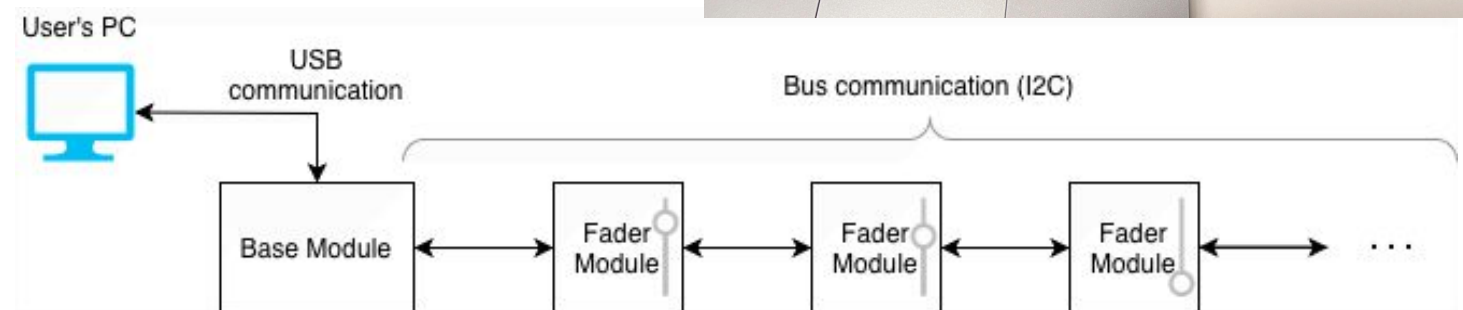 User's PC
USB
communication
Bus communication (I2C)
Base Module
Fader
Module
Fader
Module
Fader
Module
...